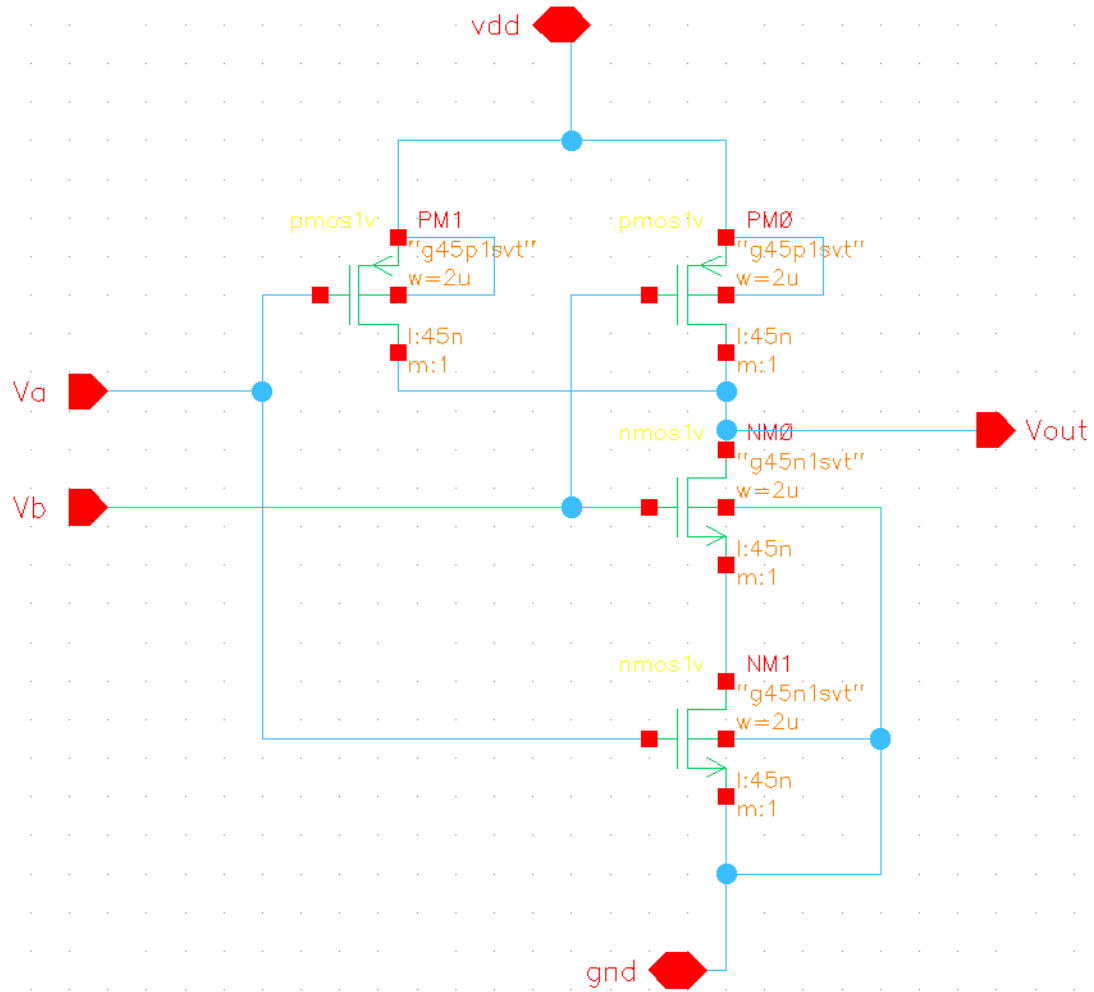 vdd
pmos1v PM1
"g45p1svt"
w=2u
l:45n
m:1
pmos1v PM0
"g45p1svt"
w=2u
l:45n
m:1
Va
Vout
nmos1v NM0
"g45n1svt"
w=2u
l:45n
m:1
Vb
nmos1v NM1
"g45n1svt"
w=2u
l:45n
m:1
gnd